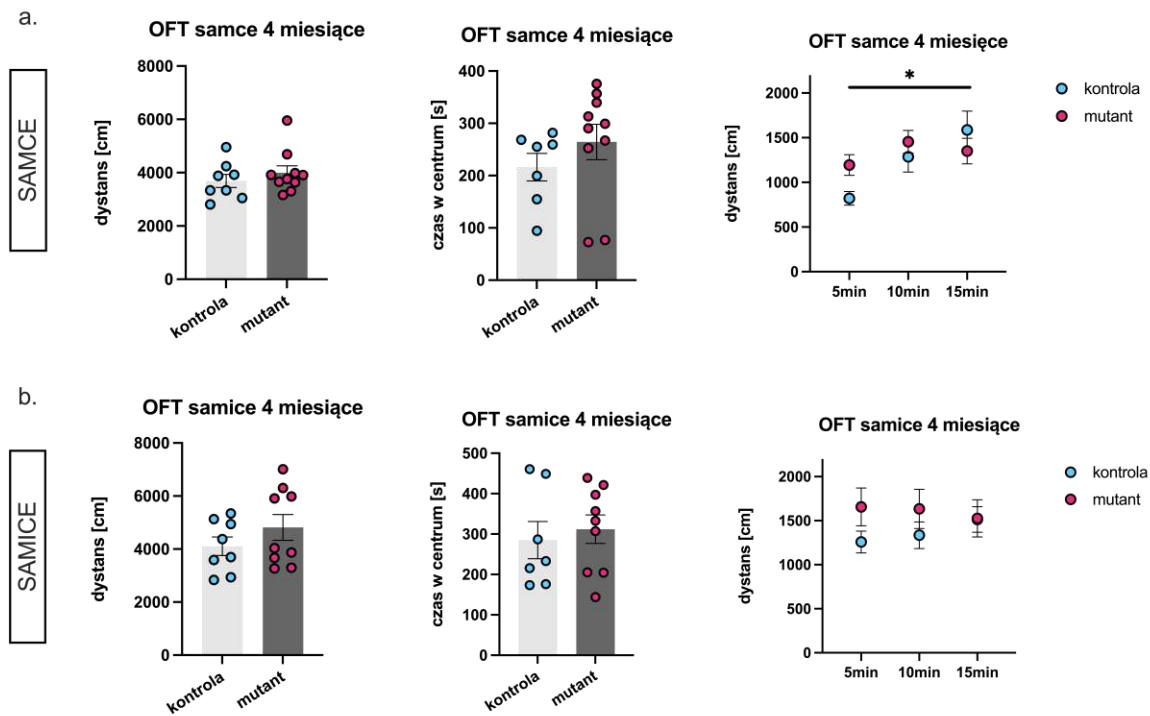 a.
SAMCE
OFT samce 4 miesiące
8000
6000
4000
2000
0
dystans [cm]
kontrola
mutant
OFT samce 4 miesiące
400
300
200
100
0
czas w centrum [s]
kontrola
mutant
OFT samce 4 miesięce
*
2000
1500
1000
500
0
dystans [cm]
5min 10min 15min
kontrola
mutant
b.
SAMICE
OFT samice 4 miesiące
8000
6000
4000
2000
0
dystans [cm]
kontrola
mutant
OFT samice 4 miesiące
500
400
300
200
100
0
czas w centrum [s]
kontrola
mutant
OFT samice 4 miesiące
2000
1500
1000
500
0
dystans [cm]
5min 10min 15min
kontrola
mutant